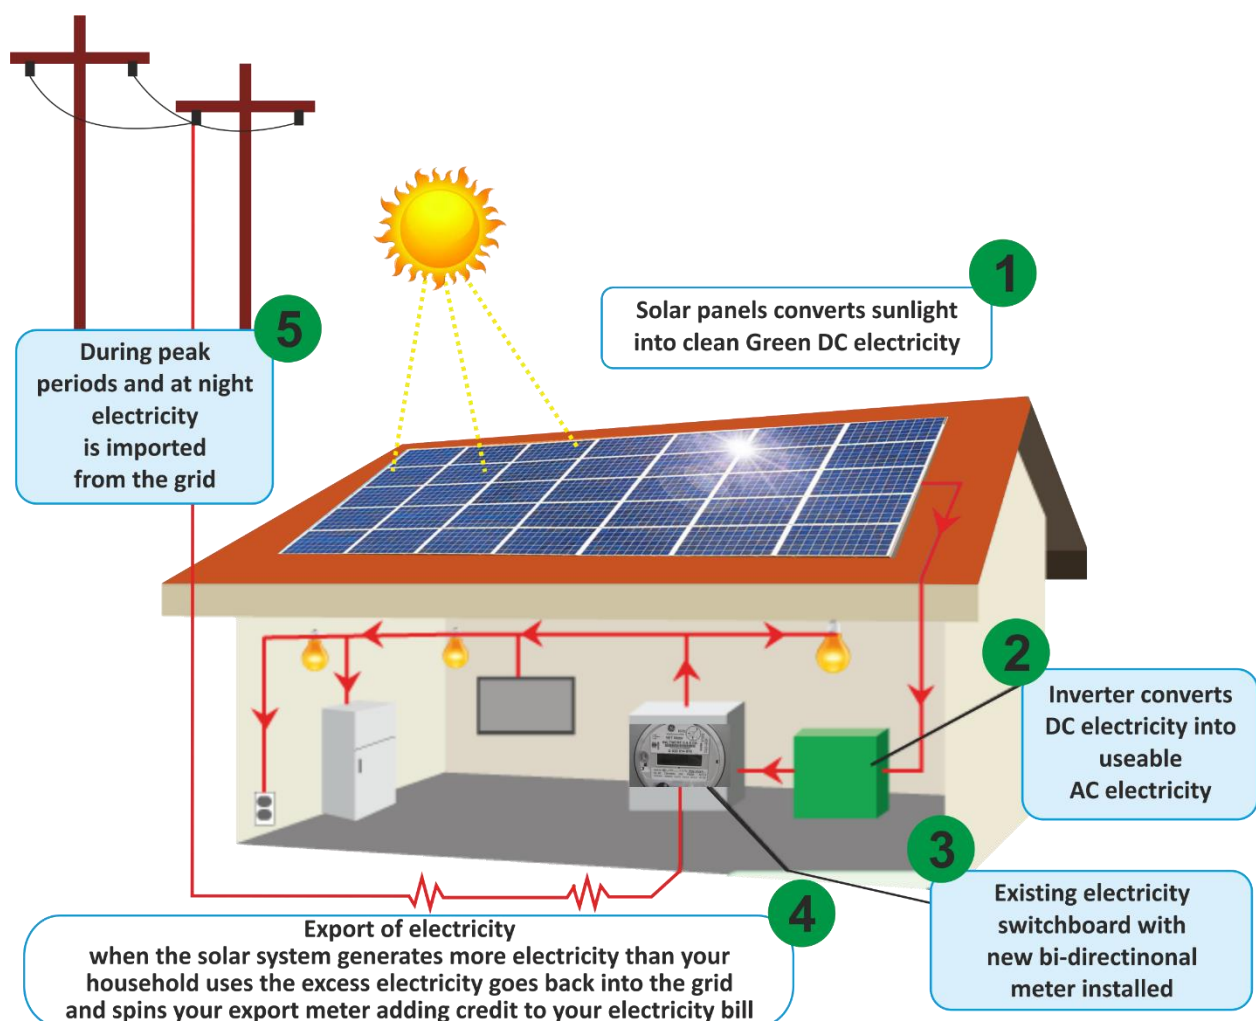 1
Solar panels converts sunlight
into clean Green DC electricity
2
Inverter converts
DC electricity into
useable
AC electricity
3
Existing electricity
switchboard with
new bi-directinonal
meter installed
4
Export of electricity
when the solar system generates more electricity than your
household uses the excess electricity goes back into the grid
and spins your export meter adding credit to your electricity bill
5
During peak
periods and at night
electricity
is imported
from the grid